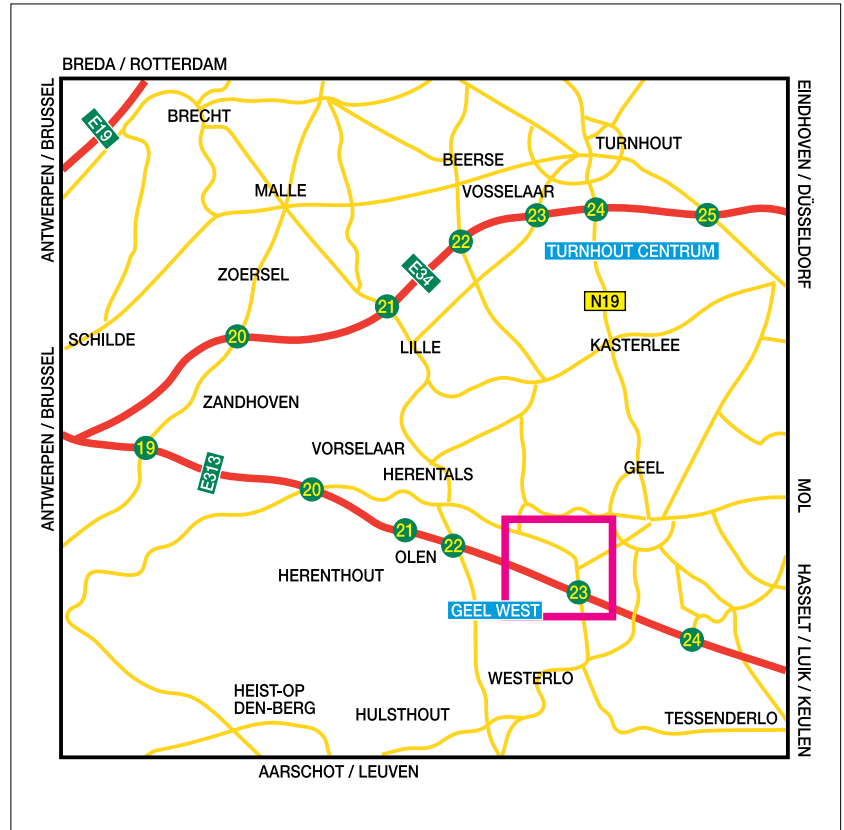 BREDA / ROTTERDAM
ANTWERPEN / BRUSSEL
E19
BRECHT
TURNHOUT
BEERSE
MALLE
VOSSELAAR
EINDHOVEN / DÜSSELDORF
24
23
25
22
TURNHOUT CENTRUM
ZOERSEL
E34
N19
21
20
SCHILDE
LILLE
KASTERLEE
ANTWERPEN / BRUSSEL
ZANDHOVEN
19
VORSELAAR
E313
HERENTALS
GEEL
MOL
20
21
22
OLEN
HERENTHOUT
23
GEEL WEST
HASSELT / LUIK / KEULEN
24
WESTERLO
HEIST-OP
DEN-BERG
HULSTHOUT
TESSENDERLO
AARSCHOT / LEUVEN